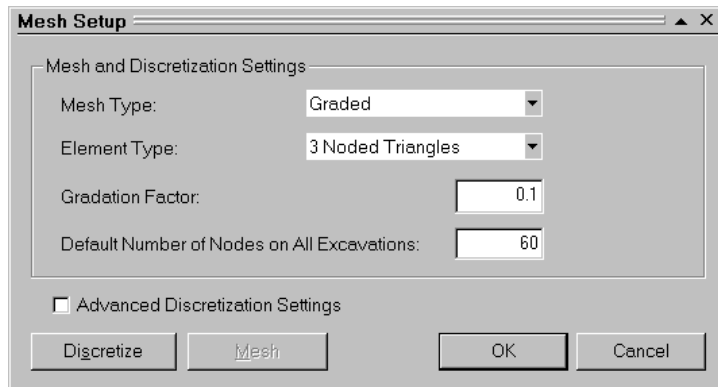 Mesh Setup
Mesh and Discretization Settings
Mesh Type: Graded
Element Type: 3 Noded Triangles
Gradation Factor: 0.1
Default Number of Nodes on All Excavations: 60
Advanced Discretization Settings
Discretize Mesh OK Cancel